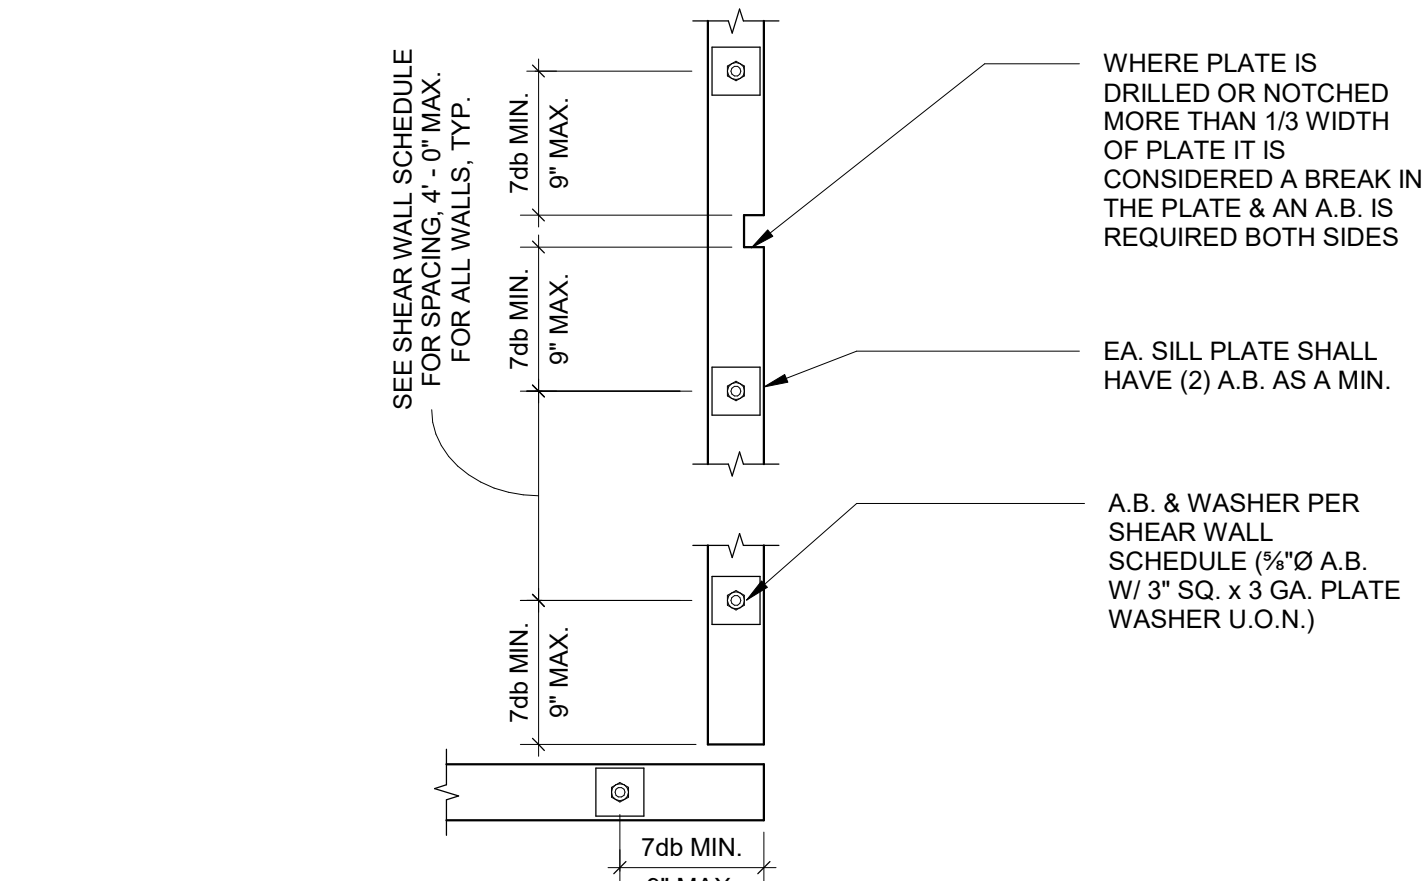 SEE SHEAR WALL SCHEDULE
FOR SPACING, 4' - 0" MAX.
FOR ALL WALLS, TYP.
7db MIN.
9" MAX.
7db MIN.
9" MAX.
7db MIN.
9" MAX.
WHERE PLATE IS
DRILLED OR NOTCHED
MORE THAN 1/3 WIDTH
OF PLATE IT IS
CONSIDERED A BREAK IN
THE PLATE & AN A.B. IS
REQUIRED BOTH SIDES
EA. SILL PLATE SHALL
HAVE (2) A.B. AS A MIN.
A.B. & WASHER PER
SHEAR WALL
SCHEDULE (⅝"Ø A.B.
W/ 3" SQ. x 3 GA. PLATE
WASHER U.O.N.)
7db MIN.
MAX.